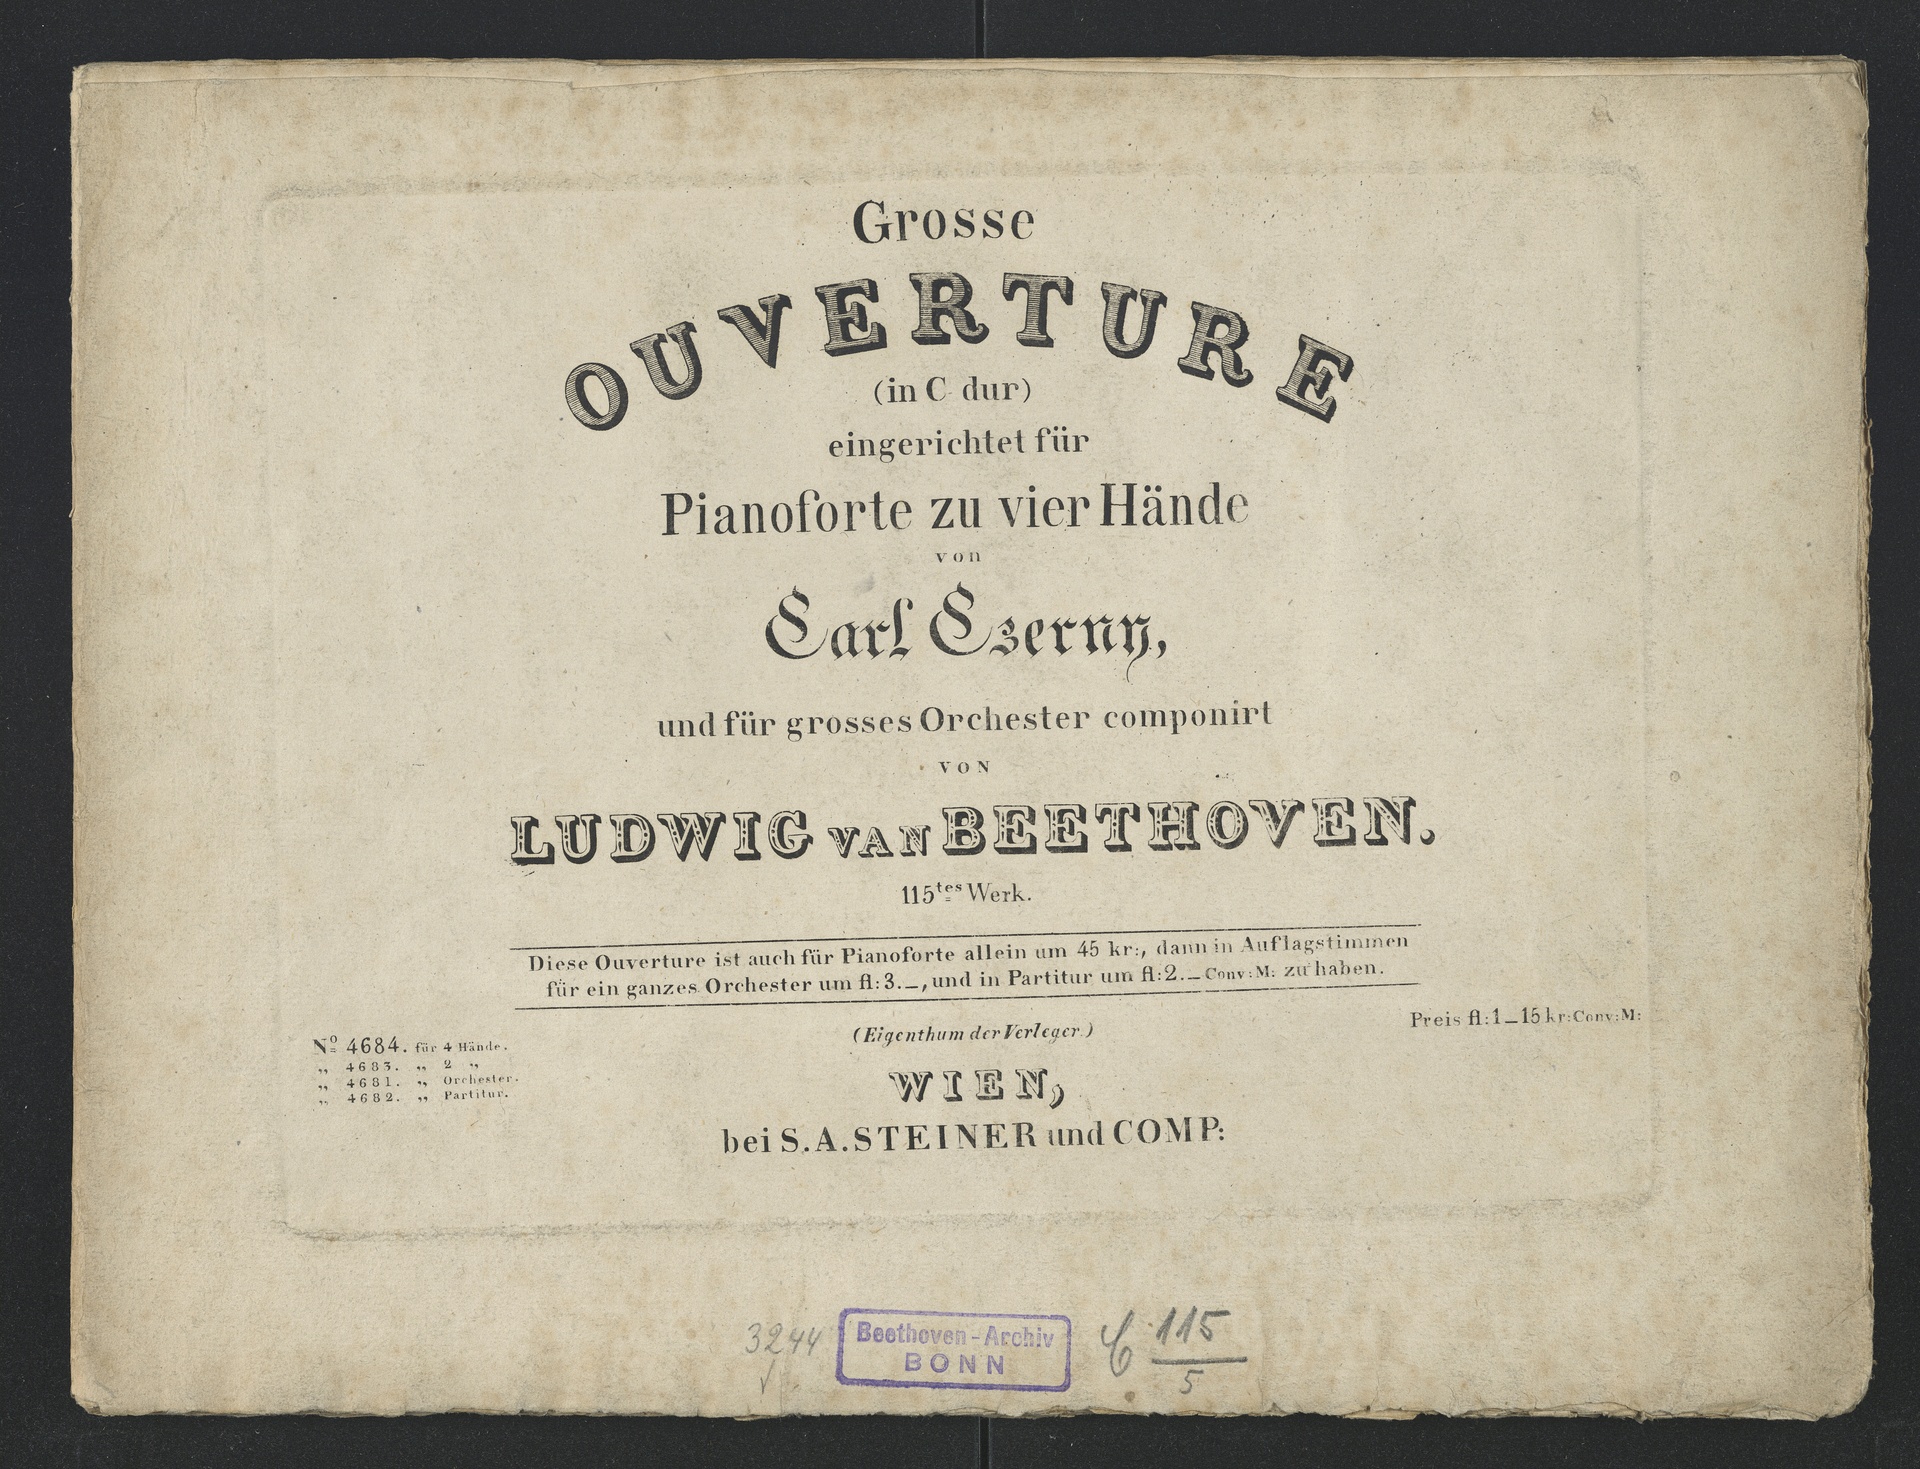 Grosse
OUVERTURE
(in C dur)
eingerichtet für
Pianoforte zu vier Hände
von
Carl Czerny,
und für grosses Orchester componirt
VON
LUDWIG VAN BEETHOVEN.
115tes Werk.
Diese Ouverture ist auch für Pianoforte allein um 45 kr:, dann in Auflagstimmen
für ein ganzes Orchester um fl: 3._, und in Partitur um fl: 2._ Conv: M: zu haben.
Preis fl: 1_15 kr: Conv: M:
(Eigenthum der Verleger.)
No 4684. für 4 Hände.
„ 4683. „ 2 „
„ 4681. „ Orchester.
„ 4682. „ Partitur.
WIEN,
bei S. A. STEINER und COMP:
3244
Beethoven-Archiv
BONN
C 115
5